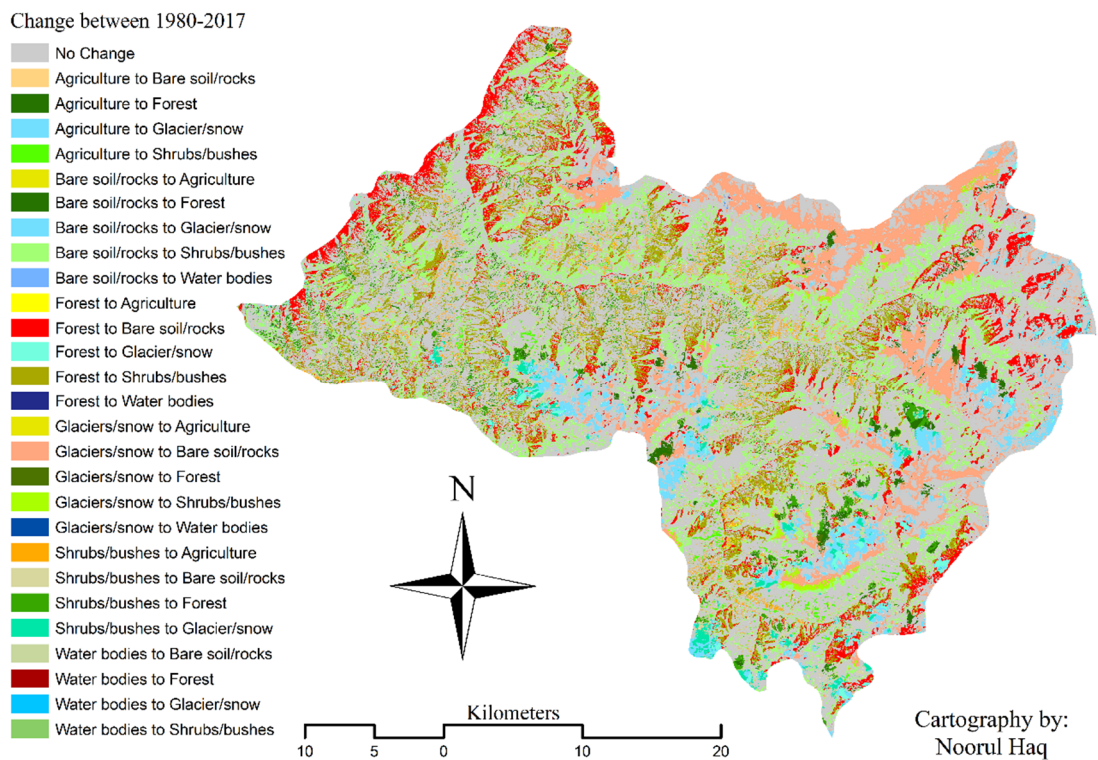 Change between 1980-2017
No Change
Agriculture to Bare soil/rocks
Agriculture to Forest
Agriculture to Glacier/snow
Agriculture to Shrubs/bushes
Bare soil/rocks to Agriculture
Bare soil/rocks to Forest
Bare soil/rocks to Glacier/snow
Bare soil/rocks to Shrubs/bushes
Bare soil/rocks to Water bodies
Forest to Agriculture
Forest to Bare soil/rocks
Forest to Glacier/snow
Forest to Shrubs/bushes
Forest to Water bodies
Glaciers/snow to Agriculture
Glaciers/snow to Bare soil/rocks
Glaciers/snow to Forest
Glaciers/snow to Shrubs/bushes
Glaciers/snow to Water bodies
Shrubs/bushes to Agriculture
Shrubs/bushes to Bare soil/rocks
Shrubs/bushes to Forest
Shrubs/bushes to Glacier/snow
Water bodies to Bare soil/rocks
Water bodies to Forest
Water bodies to Glacier/snow
Water bodies to Shrubs/bushes
N
Kilometers
10 5 0 10 20
Cartography by:
Noorul Haq